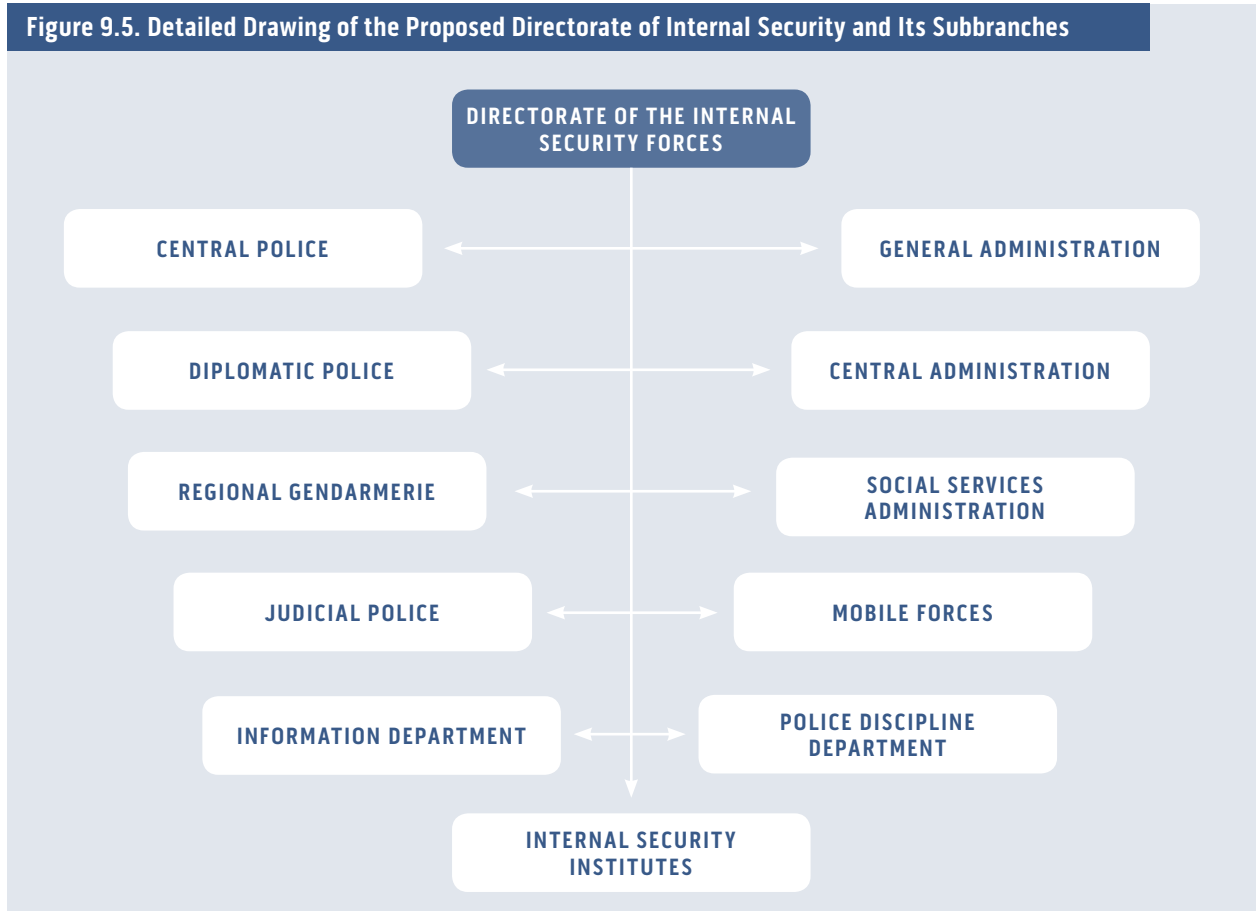 Figure 9.5. Detailed Drawing of the Proposed Directorate of Internal Security and Its Subbranches
DIRECTORATE OF THE INTERNAL
SECURITY FORCES
CENTRAL POLICE
GENERAL ADMINISTRATION
DIPLOMATIC POLICE
CENTRAL ADMINISTRATION
REGIONAL GENDARMERIE
SOCIAL SERVICES
ADMINISTRATION
JUDICIAL POLICE
MOBILE FORCES
INFORMATION DEPARTMENT
POLICE DISCIPLINE
DEPARTMENT
INTERNAL SECURITY
INSTITUTES